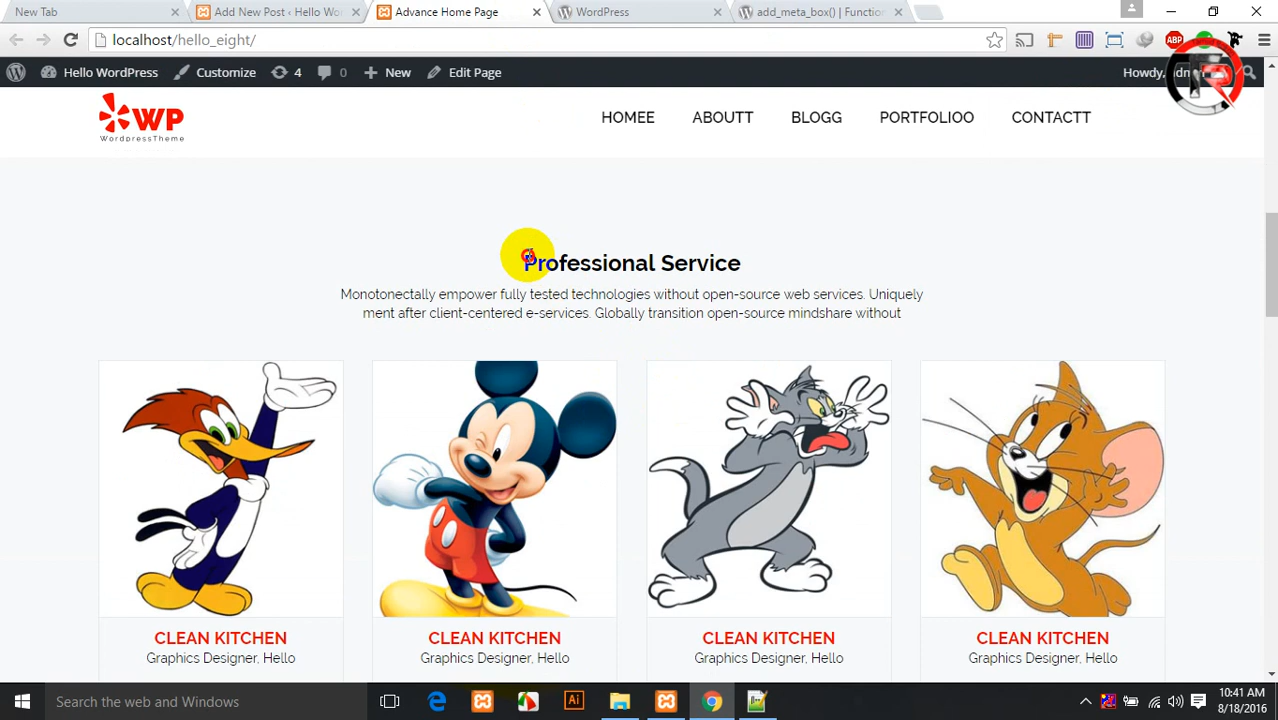 New Tab
Add New Post ‹ Hello Wo
Advance Home Page
WordPress
add_meta_box() | Function
localhost/hello_eight/
ABP
Hello WordPress
Customize
4
0
New
Edit Page
Howdy,
WP
WordpressTheme
HOMEE
ABOUTT
BLOGG
PORTFOLIOO
CONTACTT
Professional Service
Monotonectally empower fully tested technologies without open-source web services. Uniquely
ment after client-centered e-services. Globally transition open-source mindshare without
CLEAN KITCHEN
CLEAN KITCHEN
CLEAN KITCHEN
CLEAN KITCHEN
Graphics Designer, Hello
Graphics Designer, Hello
Graphics Designer, Hello
Graphics Designer, Hello
Search the web and Windows
Ai
10:41 AM
8/18/2016